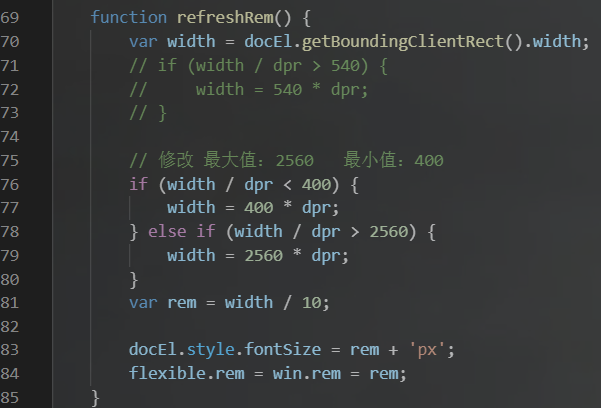 69 function refreshRem() {
70 var width = docEl.getBoundingClientRect().width;
71 // if (width / dpr > 540) {
72 //     width = 540 * dpr;
73 // }
74
75 // 修改 最大值：2560   最小值：400
76 if (width / dpr < 400) {
77 width = 400 * dpr;
78 } else if (width / dpr > 2560) {
79 width = 2560 * dpr;
80 }
81 var rem = width / 10;
82
83 docEl.style.fontSize = rem + 'px';
84 flexible.rem = win.rem = rem;
85 }